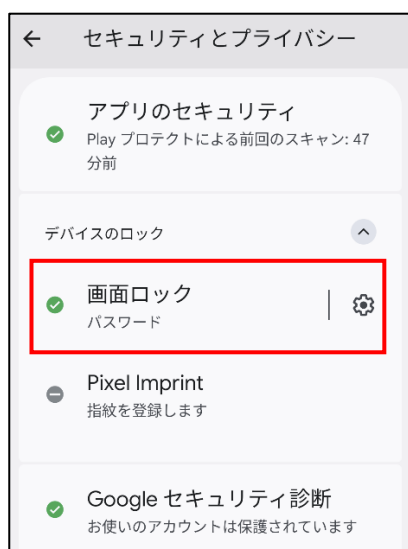 セキュリティとプライバシー
アプリのセキュリティ
Play プロテクトによる前回のスキャン: 47
分前
デバイスのロック
画面ロック
パスワード
Pixel Imprint
指紋を登録します
Google セキュリティ診断
お使いのアカウントは保護されています